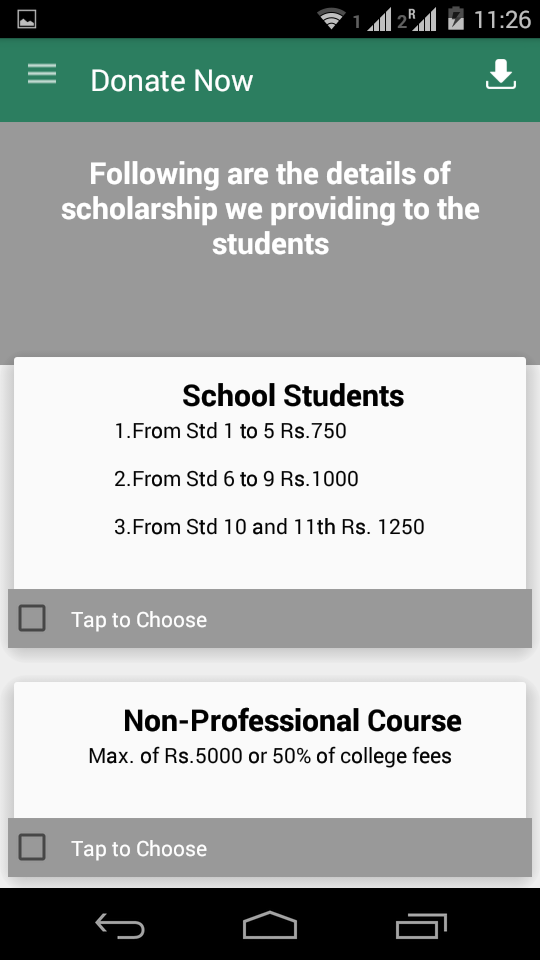 1 2 R 11:26
Donate Now
Following are the details of
scholarship we providing to the
students
School Students
1.From Std 1 to 5 Rs.750
2.From Std 6 to 9 Rs.1000
3.From Std 10 and 11th Rs. 1250
Tap to Choose
Non-Professional Course
Max. of Rs.5000 or 50% of college fees
Tap to Choose